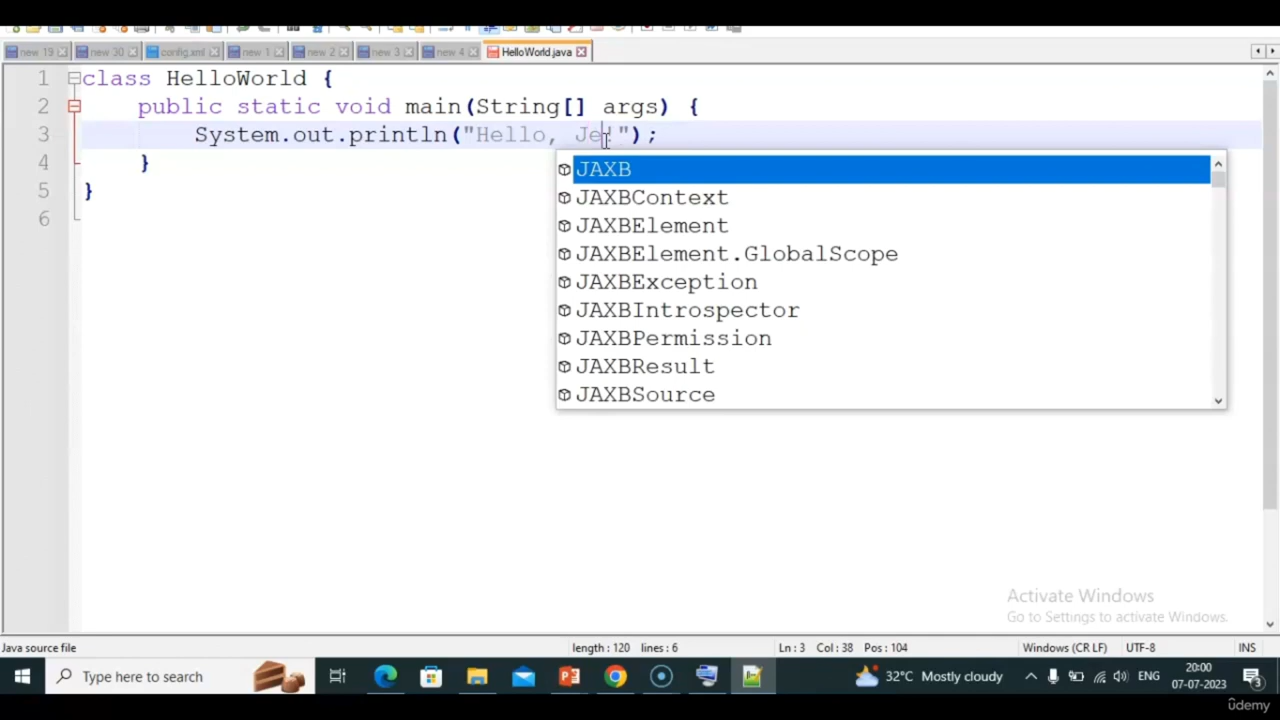 new 19 new 30 config.xml new 1 new 2 new 3 new 4 HelloWorld.java
1 class HelloWorld {
2 public static void main(String[] args) {
3 System.out.println("Hello, Je!");
4 }
5 }
6
JAXB
JAXBContext
JAXBElement
JAXBElement.GlobalScope
JAXBException
JAXBIntrospector
JAXBPermission
JAXBResult
JAXBSource
Activate Windows
Go to Settings to activate Windows.
Java source file length : 120 lines : 6 Ln : 3 Col : 38 Pos : 104 Windows (CR LF) UTF-8 INS
Type here to search 32°C Mostly cloudy ENG 20:00 07-07-2023 3
ûdemy